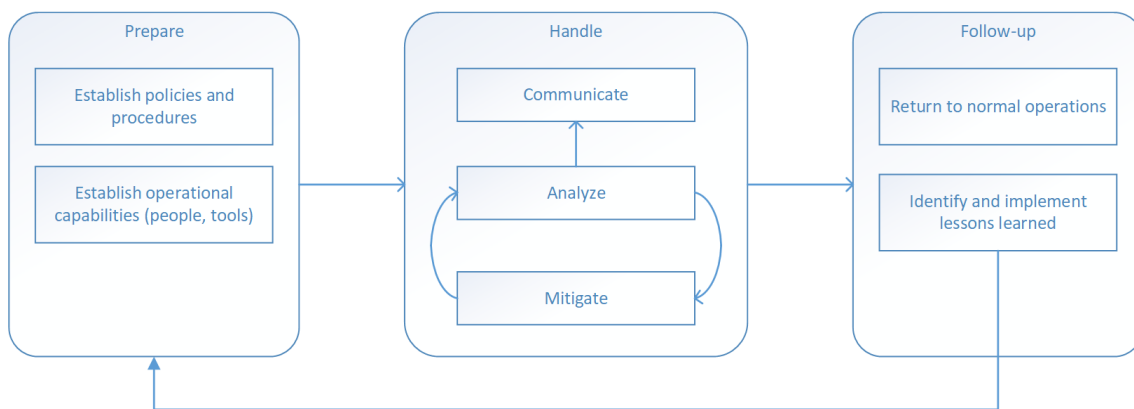 Prepare
Establish policies and
procedures
Establish operational
capabilities (people, tools)
Handle
Communicate
Analyze
Mitigate
Follow-up
Return to normal operations
Identify and implement
lessons learned